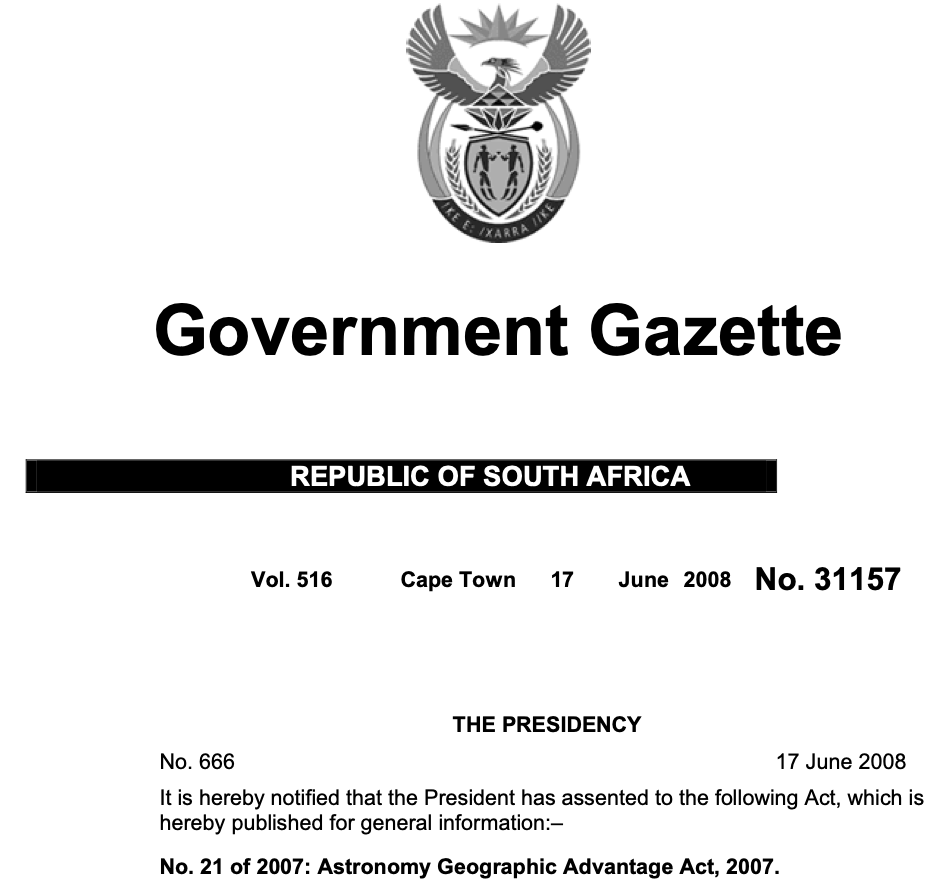 !KE E: /XARRA //KE
Government Gazette
REPUBLIC OF SOUTH AFRICA
Vol. 516 Cape Town 17 June 2008 No. 31157
THE PRESIDENCY
No. 666 17 June 2008
It is hereby notified that the President has assented to the following Act, which is
hereby published for general information:–
No. 21 of 2007: Astronomy Geographic Advantage Act, 2007.